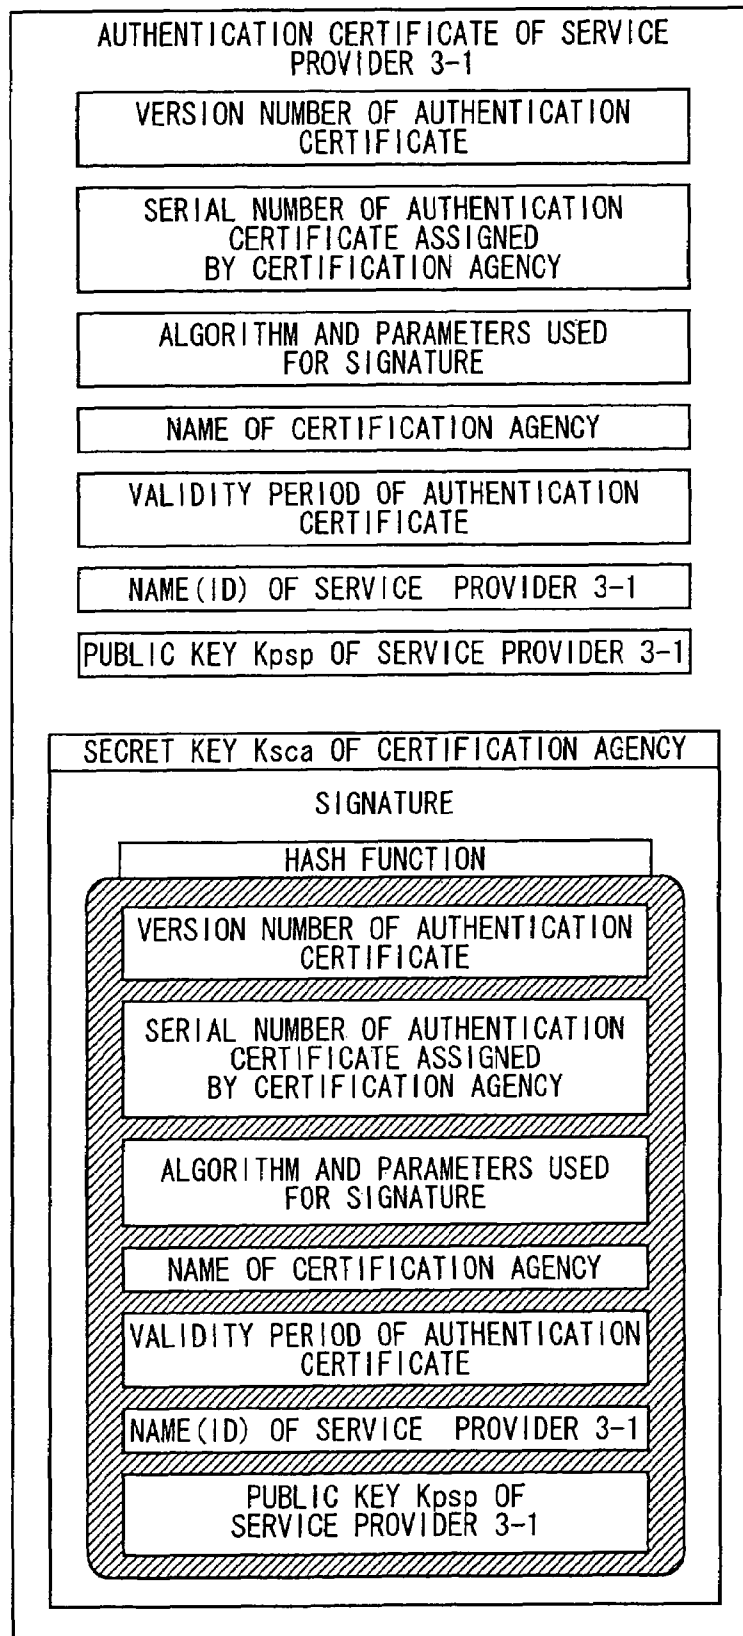 AUTHENTICATION CERTIFICATE OF SERVICE
PROVIDER 3-1
VERSION NUMBER OF AUTHENTICATION
CERTIFICATE
SERIAL NUMBER OF AUTHENTICATION
CERTIFICATE ASSIGNED
BY CERTIFICATION AGENCY
ALGORITHM AND PARAMETERS USED
FOR SIGNATURE
NAME OF CERTIFICATION AGENCY
VALIDITY PERIOD OF AUTHENTICATION
CERTIFICATE
NAME(ID) OF SERVICE PROVIDER 3-1
PUBLIC KEY Kpsp OF SERVICE PROVIDER 3-1
SECRET KEY Ksca OF CERTIFICATION AGENCY
SIGNATURE
HASH FUNCTION
VERSION NUMBER OF AUTHENTICATION
CERTIFICATE
SERIAL NUMBER OF AUTHENTICATION
CERTIFICATE ASSIGNED
BY CERTIFICATION AGENCY
ALGORITHM AND PARAMETERS USED
FOR SIGNATURE
NAME OF CERTIFICATION AGENCY
VALIDITY PERIOD OF AUTHENTICATION
CERTIFICATE
NAME(ID) OF SERVICE PROVIDER 3-1
PUBLIC KEY Kpsp OF
SERVICE PROVIDER 3-1